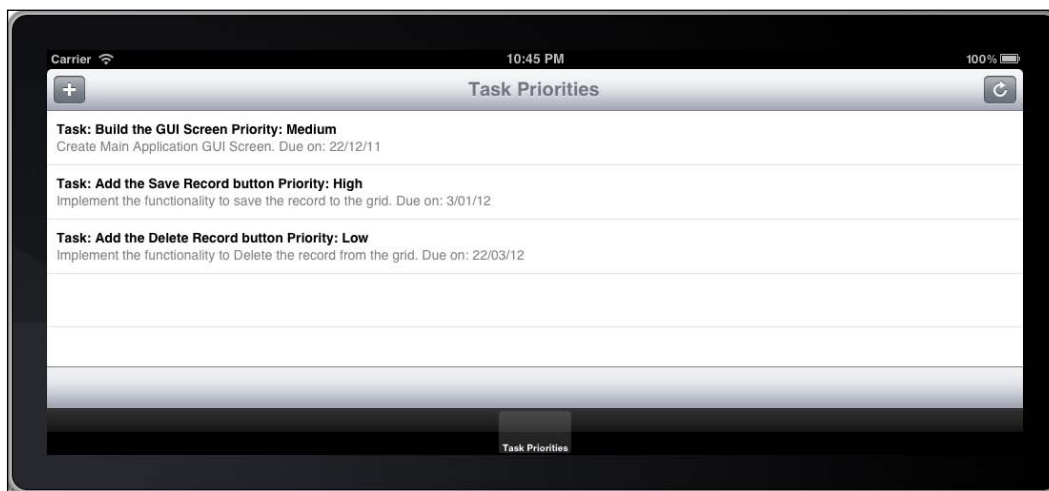 Carrier 10:45 PM 100%
Task Priorities
Task: Build the GUI Screen Priority: Medium
Create Main Application GUI Screen. Due on: 22/12/11
Task: Add the Save Record button Priority: High
Implement the functionality to save the record to the grid. Due on: 3/01/12
Task: Add the Delete Record button Priority: Low
Implement the functionality to Delete the record from the grid. Due on: 22/03/12
Task Priorities